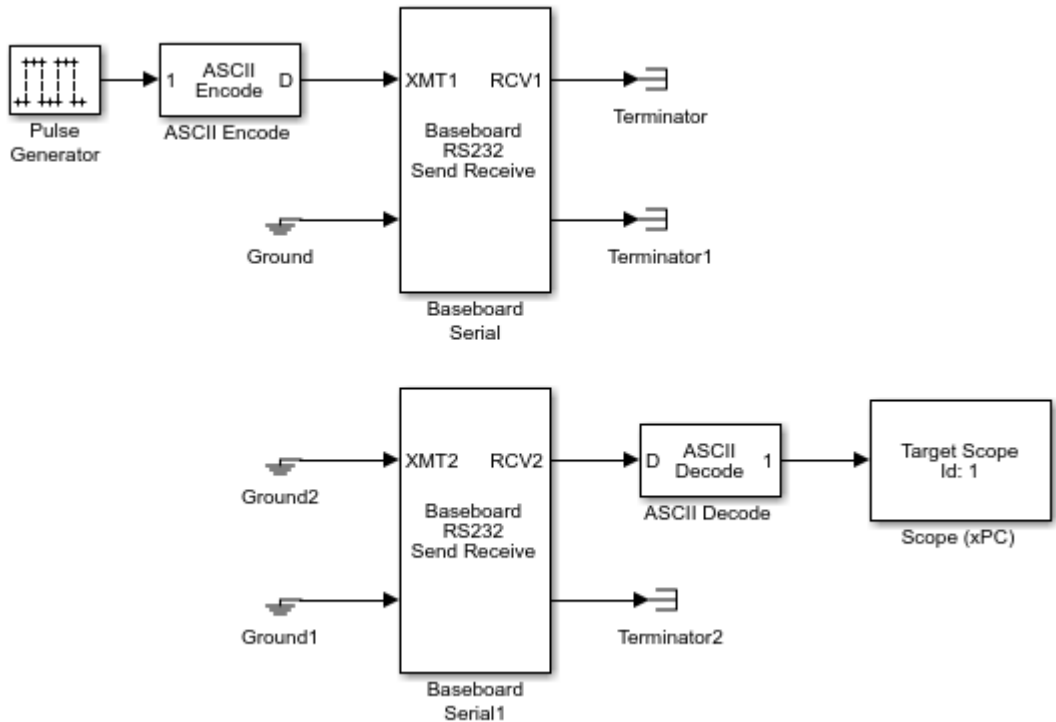 Pulse
Generator
1
ASCII
Encode
D
ASCII Encode
XMT1
RCV1
Baseboard
RS232
Send Receive
Baseboard
Serial
Ground
Terminator
Terminator1
XMT2
RCV2
Baseboard
RS232
Send Receive
Baseboard
Serial1
Ground2
Ground1
D
ASCII
Decode
1
ASCII Decode
Terminator2
Target Scope
Id: 1
Scope (xPC)